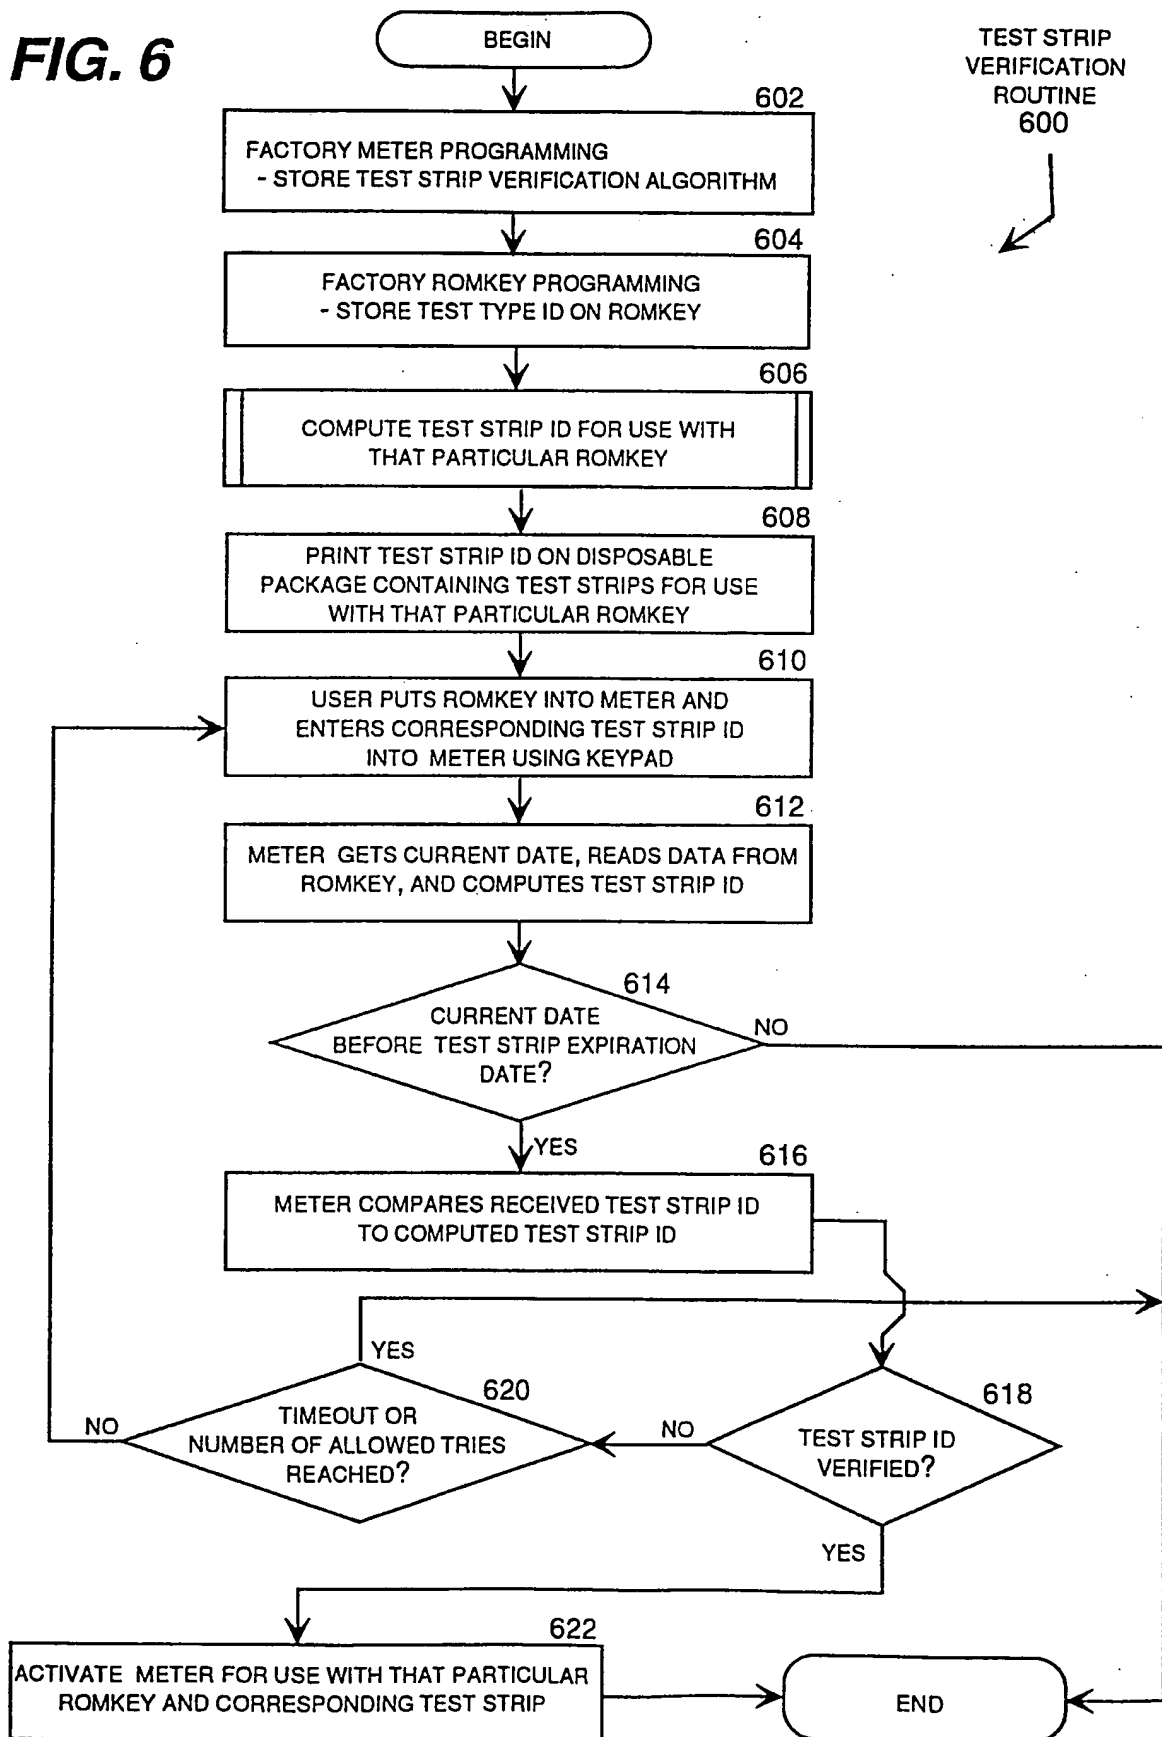 FIG. 6
BEGIN
TEST STRIP
VERIFICATION
ROUTINE
600
602
FACTORY METER PROGRAMMING
- STORE TEST STRIP VERIFICATION ALGORITHM
604
FACTORY ROMKEY PROGRAMMING
- STORE TEST TYPE ID ON ROMKEY
606
COMPUTE TEST STRIP ID FOR USE WITH
THAT PARTICULAR ROMKEY
608
PRINT TEST STRIP ID ON DISPOSABLE
PACKAGE CONTAINING TEST STRIPS FOR USE
WITH THAT PARTICULAR ROMKEY
610
USER PUTS ROMKEY INTO METER AND
ENTERS CORRESPONDING TEST STRIP ID
INTO METER USING KEYPAD
612
METER GETS CURRENT DATE, READS DATA FROM
ROMKEY, AND COMPUTES TEST STRIP ID
614
CURRENT DATE
BEFORE TEST STRIP EXPIRATION
DATE?
NO
YES
616
METER COMPARES RECEIVED TEST STRIP ID
TO COMPUTED TEST STRIP ID
YES
620
TIMEOUT OR
NUMBER OF ALLOWED TRIES
REACHED?
NO
NO
618
TEST STRIP ID
VERIFIED?
YES
622
ACTIVATE METER FOR USE WITH THAT PARTICULAR
ROMKEY AND CORRESPONDING TEST STRIP
END